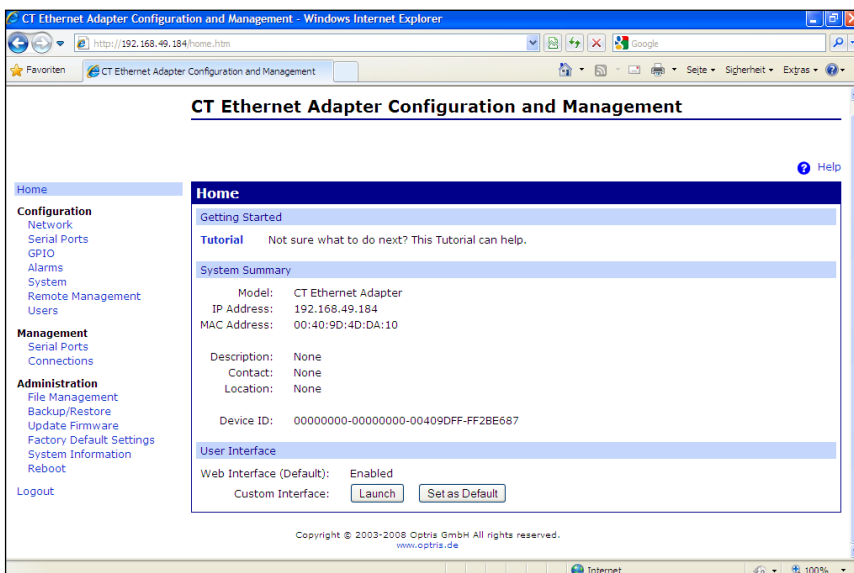 CT Ethernet Adapter Configuration and Management - Windows Internet Explorer
http://192.168.49.184/home.htm
Google
Favoriten
CT Ethernet Adapter Configuration and Management
Seite
Sicherheit
Extras
CT Ethernet Adapter Configuration and Management
Help
Home
Configuration
Network
Serial Ports
GPIO
Alarms
System
Remote Management
Users
Management
Serial Ports
Connections
Administration
File Management
Backup/Restore
Update Firmware
Factory Default Settings
System Information
Reboot
Logout
Home
Getting Started
Tutorial Not sure what to do next? This Tutorial can help.
System Summary
Model: CT Ethernet Adapter
IP Address: 192.168.49.184
MAC Address: 00:40:9D:4D:DA:10
Description: None
Contact: None
Location: None
Device ID: 00000000-00000000-00409DFF-FF2BE687
User Interface
Web Interface (Default): Enabled
Custom Interface: Launch Set as Default
Copyright © 2003-2008 Optris GmbH All rights reserved.
www.optris.de
Internet
100%